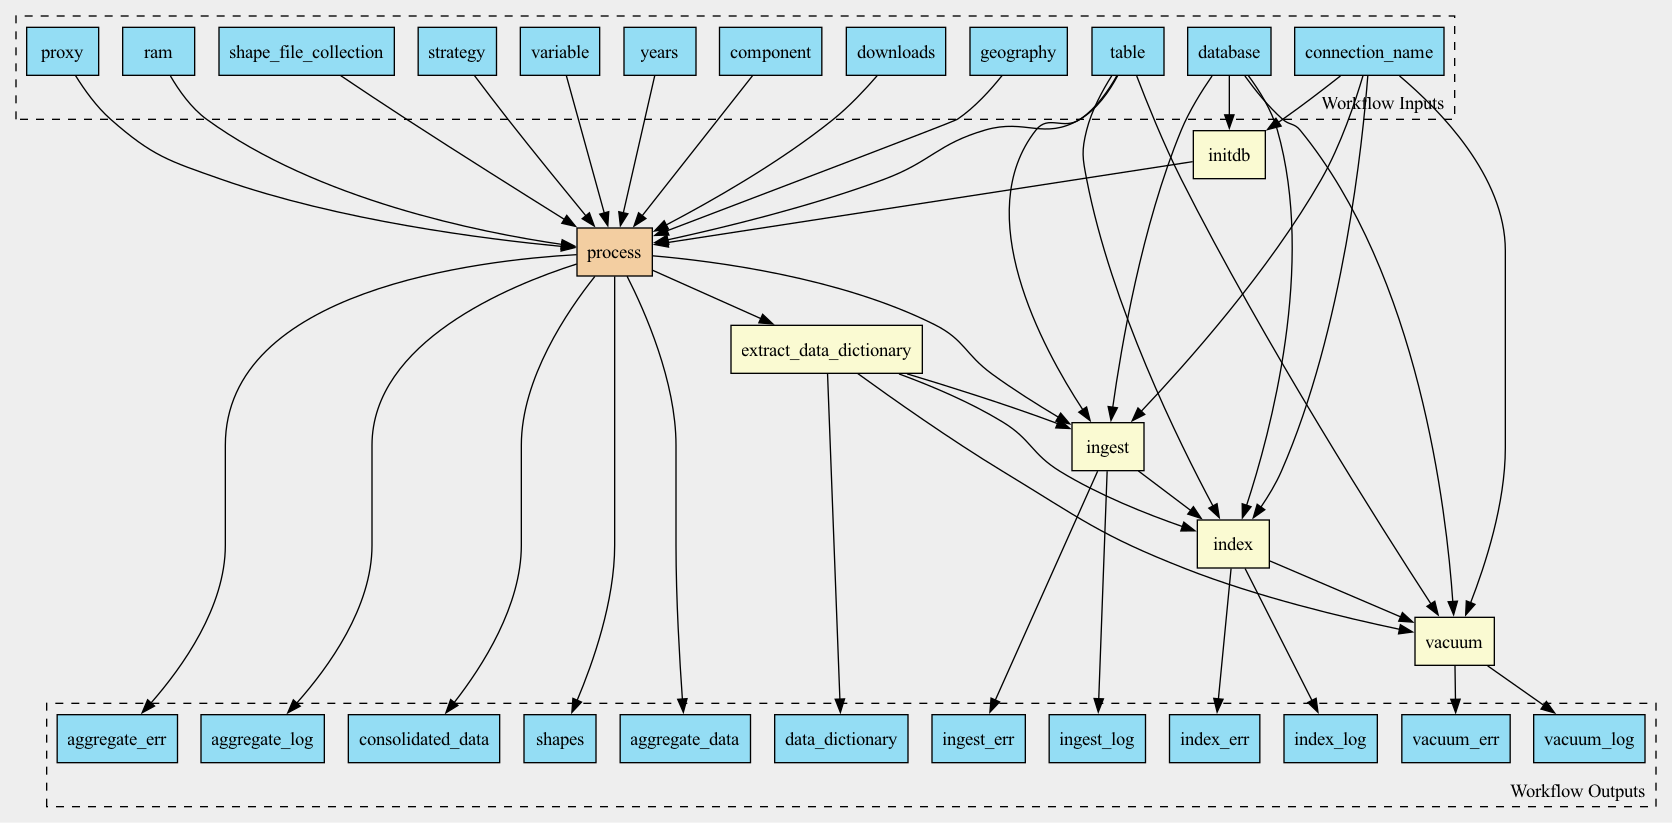 proxy
ram
shape_file_collection
strategy
variable
years
component
downloads
geography
table
database
connection_name
Workflow Inputs
initdb
process
extract_data_dictionary
ingest
index
vacuum
aggregate_err
aggregate_log
consolidated_data
shapes
aggregate_data
data_dictionary
ingest_err
ingest_log
index_err
index_log
vacuum_err
vacuum_log
Workflow Outputs